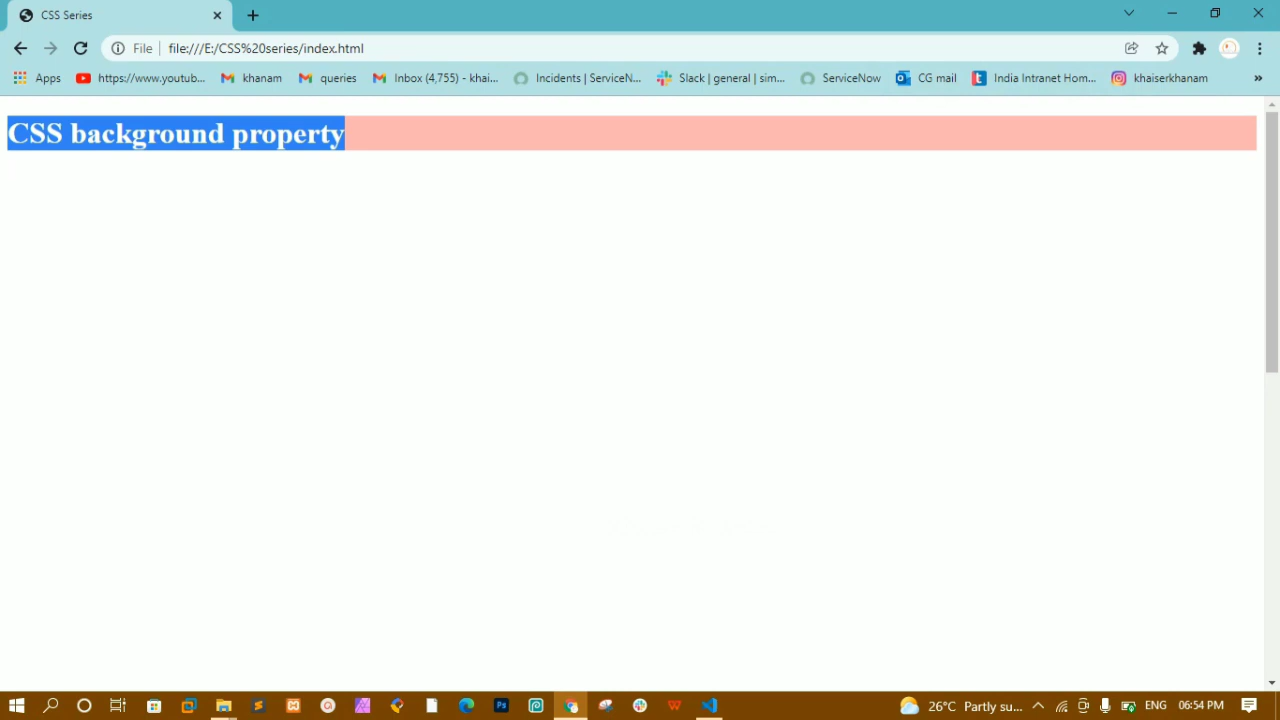 CSS Series
File
file:///E:/CSS%20series/index.html
Apps
https://www.youtub...
khanam
queries
Inbox (4,755) - khai...
Incidents | ServiceN...
Slack | general | sim...
ServiceNow
CG mail
India Intranet Hom...
khaiserkhanam
»
CSS background property
26°C Partly su...
ENG
06:54 PM